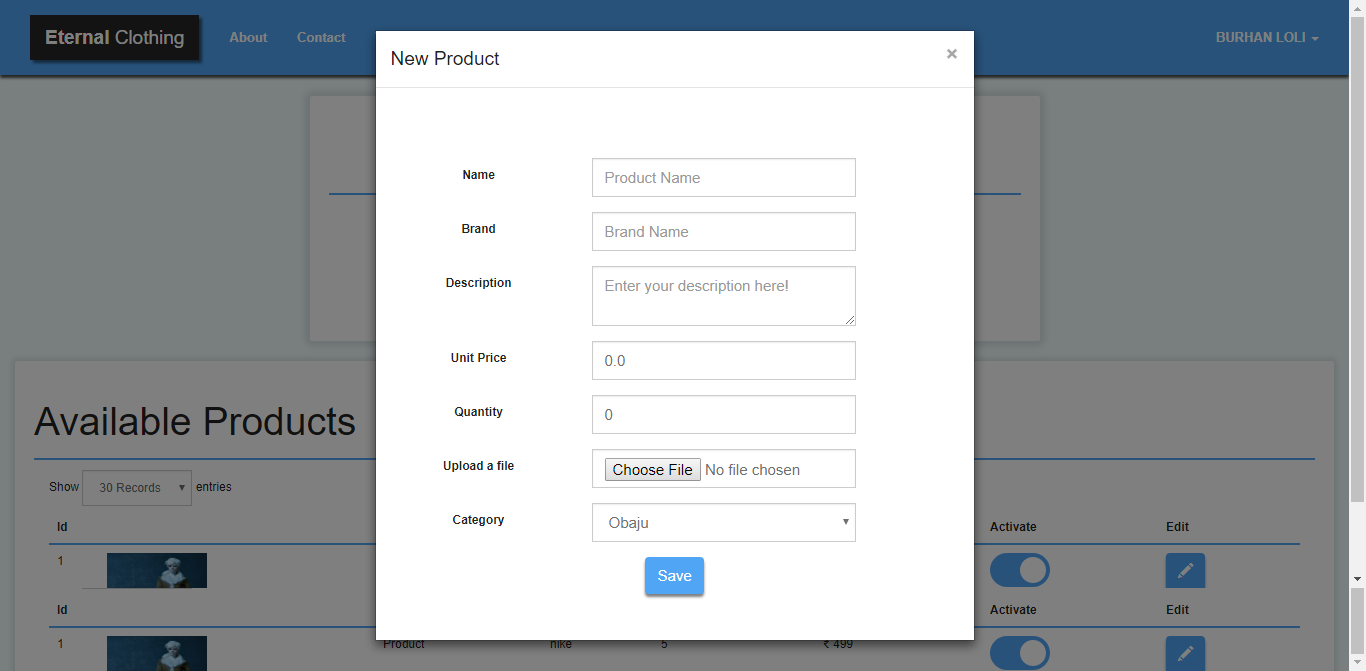 Eternal Clothing About Contact BURHAN LOLI
New Product ×
Name Product Name
Brand Brand Name
Description Enter your description here!
Unit Price 0.0
Quantity 0
Upload a file Choose File No file chosen
Category Obaju
Save
Available Products
Show 30 Records entries
Id Activate Edit
1
Id Activate Edit
1 Product nike 5 ₹ 499